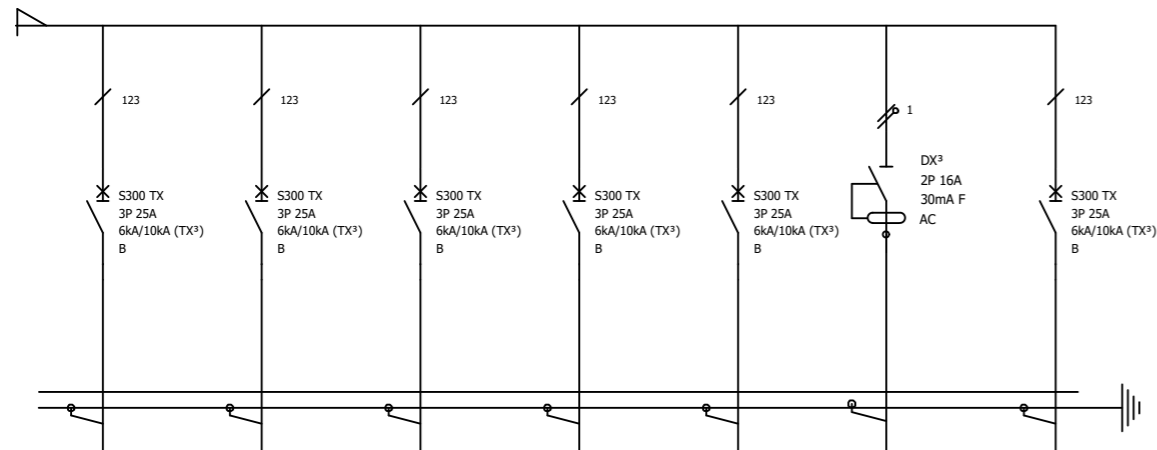 123
123
123
123
123
1
123
S300 TX
3P 25A
6kA/10kA (TX³)
B
S300 TX
3P 25A
6kA/10kA (TX³)
B
S300 TX
3P 25A
6kA/10kA (TX³)
B
S300 TX
3P 25A
6kA/10kA (TX³)
B
S300 TX
3P 25A
6kA/10kA (TX³)
B
DX³
2P 16A
30mA F
AC
S300 TX
3P 25A
6kA/10kA (TX³)
B